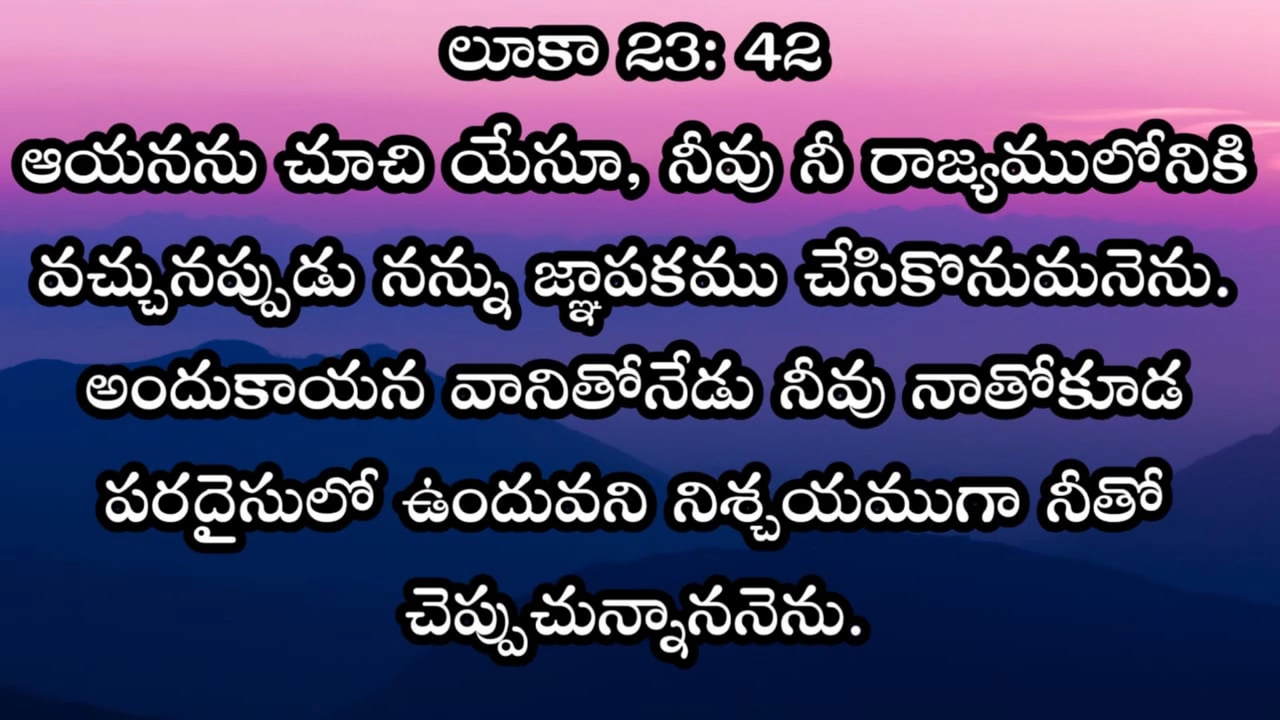 లూకా 23: 42
ఆయనను చూచి యేసూ, నీవు నీ రాజ్యములోనికి
వచ్చునప్పుడు నన్ను జ్ఞాపకము చేసికొనుమనెను.
అందుకాయన వానితోనేడు నీవు నాతోకూడ
పరదైసులో ఉందువని నిశ్చయముగా నీతో
చెప్పుచున్నాననెను.